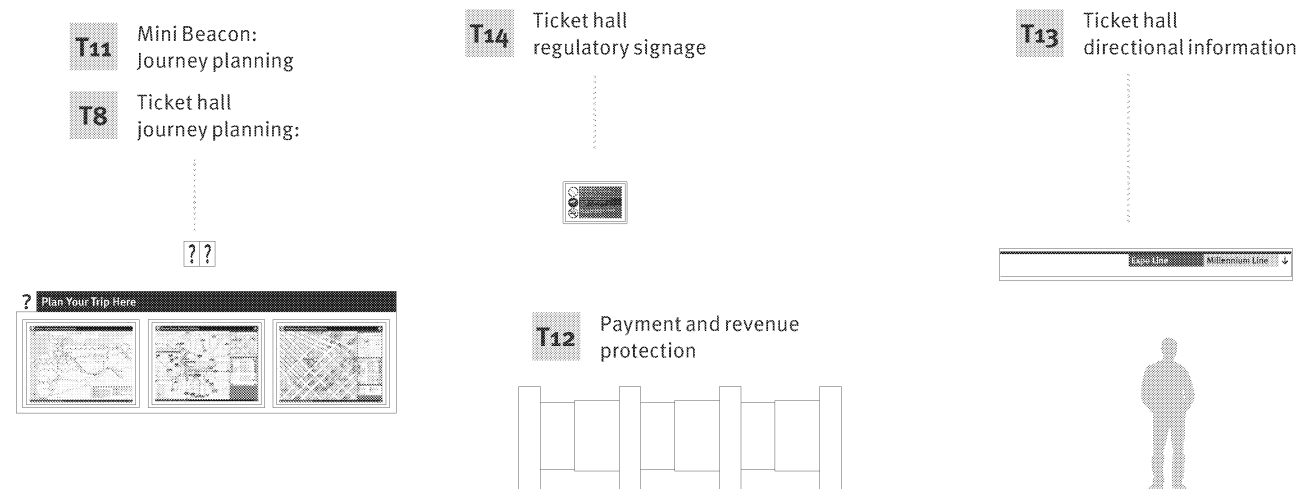 T11
Mini Beacon:
Journey planning
T8
Ticket hall
journey planning:
? ?
? Plan Your Trip Here
T14
Ticket hall
regulatory signage
T12
Payment and revenue
protection
T13
Ticket hall
directional information
Expo Line Millennium Line ↓